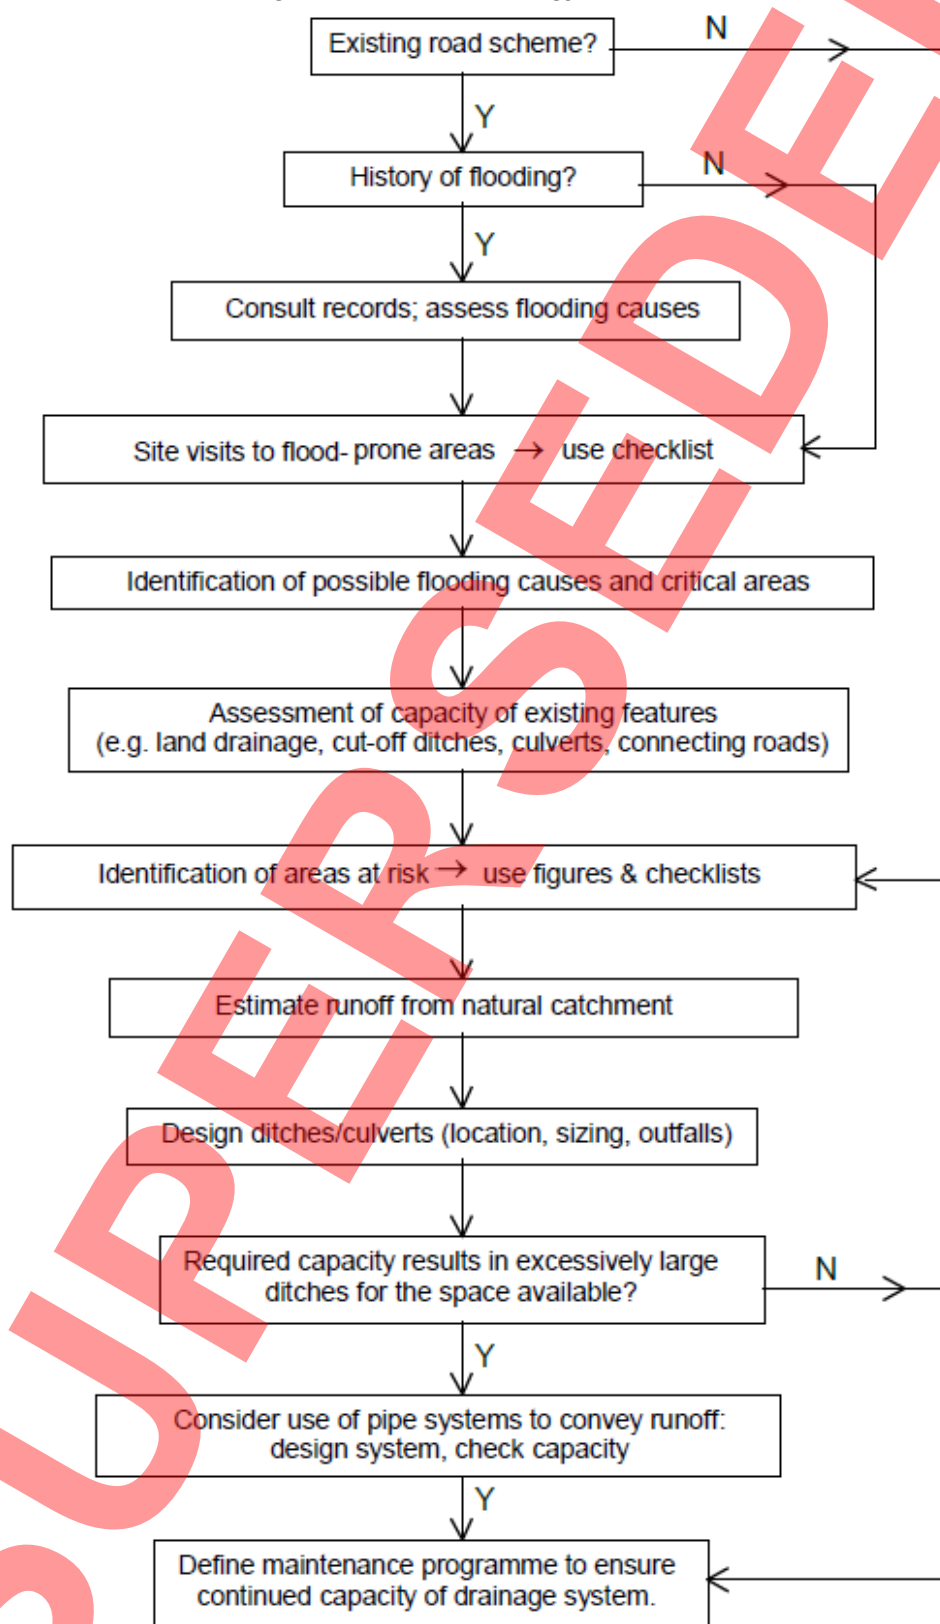 Existing road scheme?
N
Y
History of flooding?
N
Y
Consult records; assess flooding causes
Site visits to flood-prone areas → use checklist
Identification of possible flooding causes and critical areas
Assessment of capacity of existing features
(e.g. land drainage, cut-off ditches, culverts, connecting roads)
Identification of areas at risk → use figures & checklists
Estimate runoff from natural catchment
Design ditches/culverts (location, sizing, outfalls)
Required capacity results in excessively large
ditches for the space available?
N
Y
Consider use of pipe systems to convey runoff:
design system, check capacity
Y
Define maintenance programme to ensure
continued capacity of drainage system.
SUPERSEDED